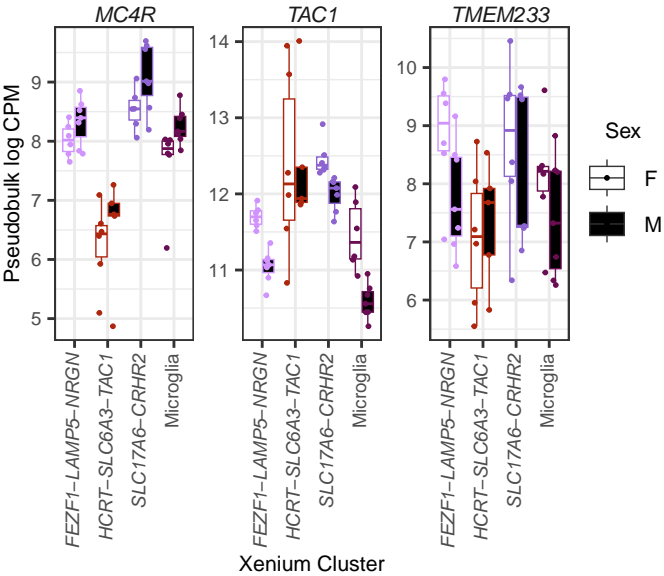 MC4R
TAC1
TMEM233
Pseudobulk log CPM
9
8
7
6
5
14
13
12
11
10
9
8
7
6
Sex
F
M
FEZF1−LAMP5−NRGN
HCRT−SLC6A3−TAC1
SLC17A6−CRHR2
Microglia
FEZF1−LAMP5−NRGN
HCRT−SLC6A3−TAC1
SLC17A6−CRHR2
Microglia
FEZF1−LAMP5−NRGN
HCRT−SLC6A3−TAC1
SLC17A6−CRHR2
Microglia
Xenium Cluster